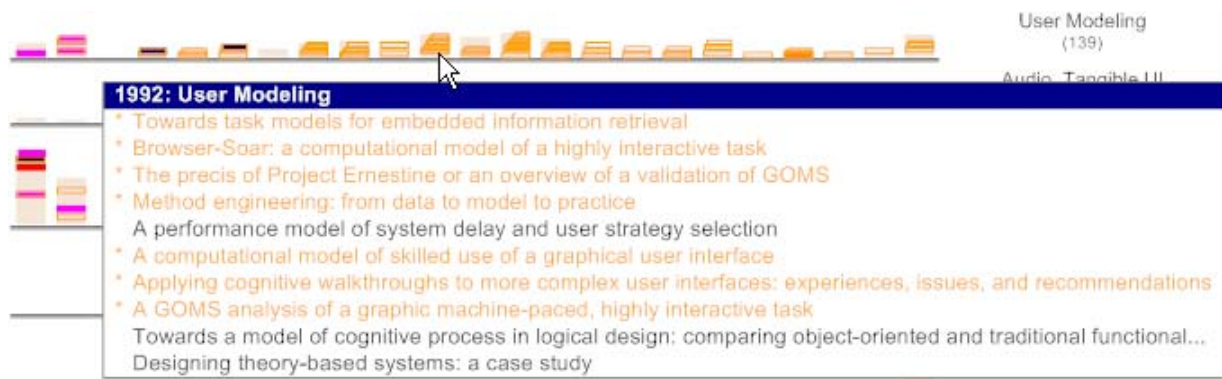 User Modeling
(139)
Audio, Tangible UI
1992: User Modeling
* Towards task models for embedded information retrieval
* Browser-Soar: a computational model of a highly interactive task
* The precis of Project Ernestine or an overview of a validation of GOMS
* Method engineering: from data to model to practice
A performance model of system delay and user strategy selection
* A computational model of skilled use of a graphical user interface
* Applying cognitive walkthroughs to more complex user interfaces: experiences, issues, and recommendations
* A GOMS analysis of a graphic machine-paced, highly interactive task
Towards a model of cognitive process in logical design: comparing object-oriented and traditional functional...
Designing theory-based systems: a case study